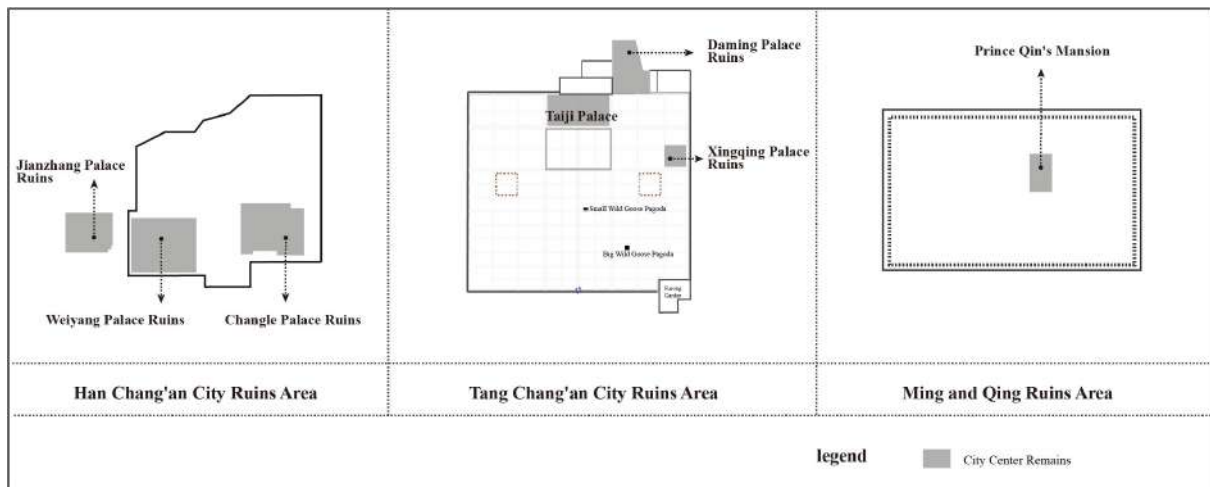 Jianzhang Palace
Ruins
Weiyang Palace Ruins
Changle Palace Ruins
Daming Palace
Ruins
Taiji Palace
Xingqing Palace
Ruins
Small Wild Goose Pagoda
Big Wild Goose Pagoda
Garden
Prince Qin's Mansion
Han Chang'an City Ruins Area
Tang Chang'an City Ruins Area
Ming and Qing Ruins Area
legend
City Center Remains